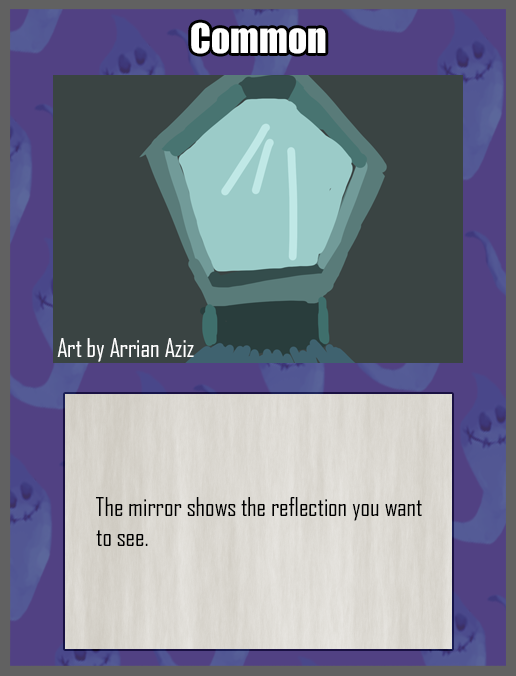 Common
Art by Arrian Aziz
The mirror shows the reflection you want
to see.